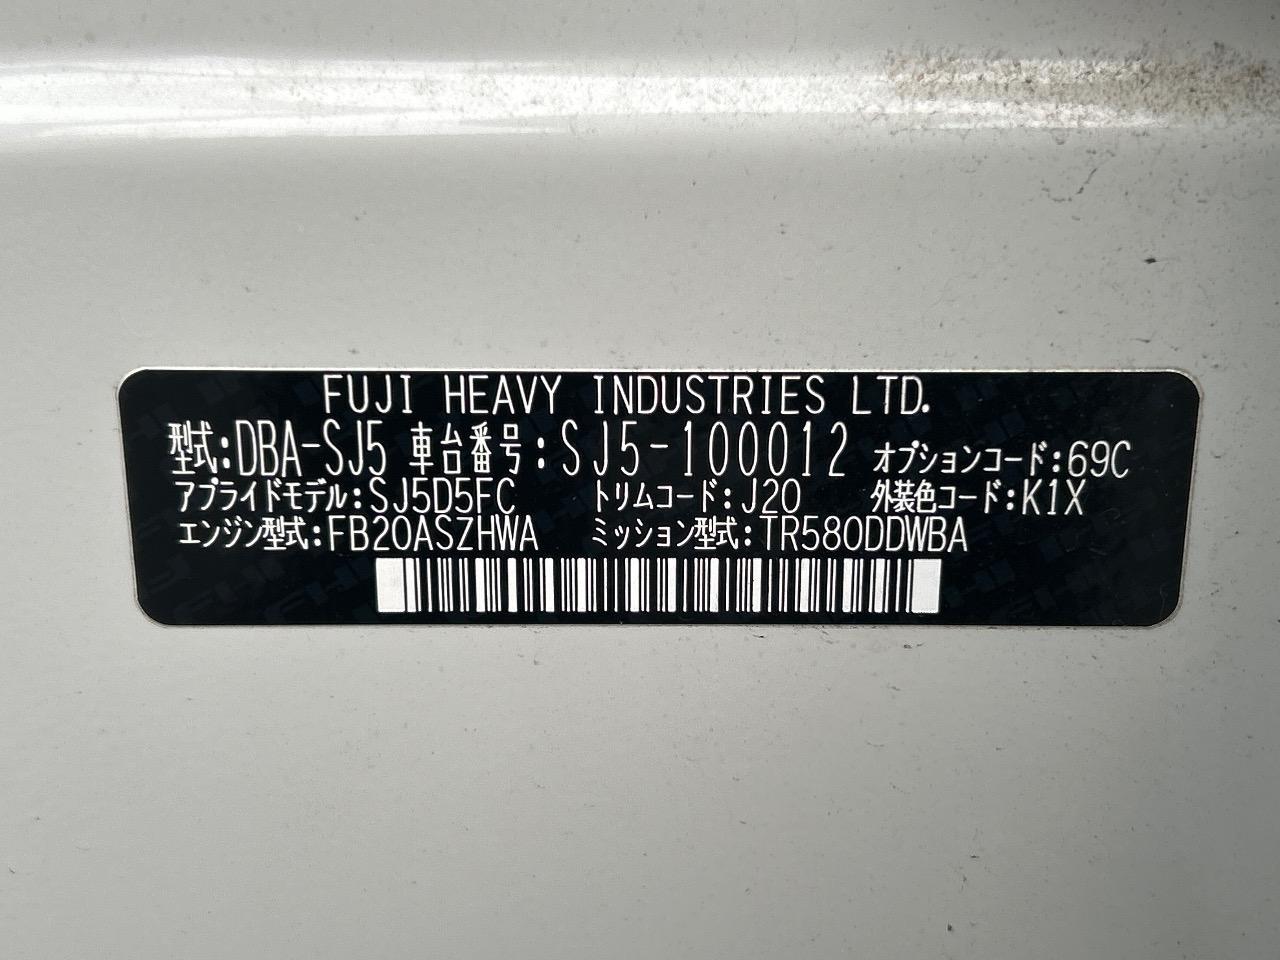 FUJI HEAVY INDUSTRIES LTD.
型式:DBA-SJ5 車台番号:SJ5-100012 オプションコード:69C
アプライドモデル:SJ5D5FC トリムコード:J20 外装色コード:K1X
エンジン型式:FB20ASZHWA ミッション型式:TR580DDWBA